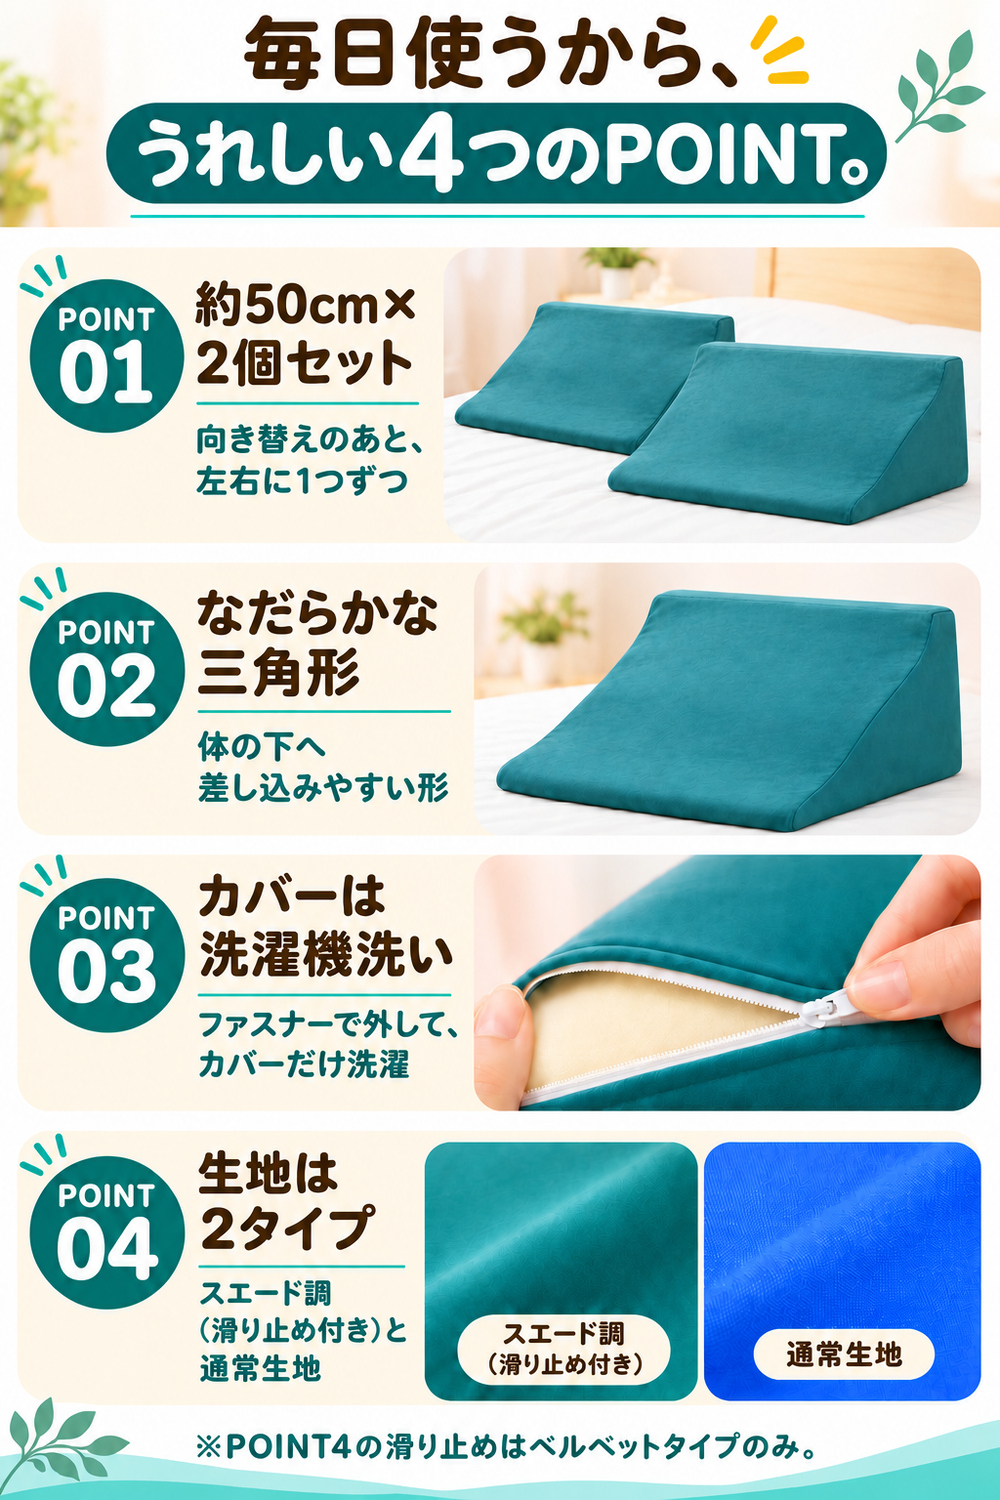 毎日使うから、
うれしい4つのPOINT。
POINT
01
約50cm×
2個セット
向き替えのあと、
左右に1つずつ
POINT
02
なだらかな
三角形
体の下へ
差し込みやすい形
POINT
03
カバーは
洗濯機洗い
ファスナーで外して、
カバーだけ洗濯
POINT
04
生地は
2タイプ
スエード調
(滑り止め付き)と
通常生地
スエード調
(滑り止め付き)
通常生地
※POINT4の滑り止めはベルベットタイプのみ。